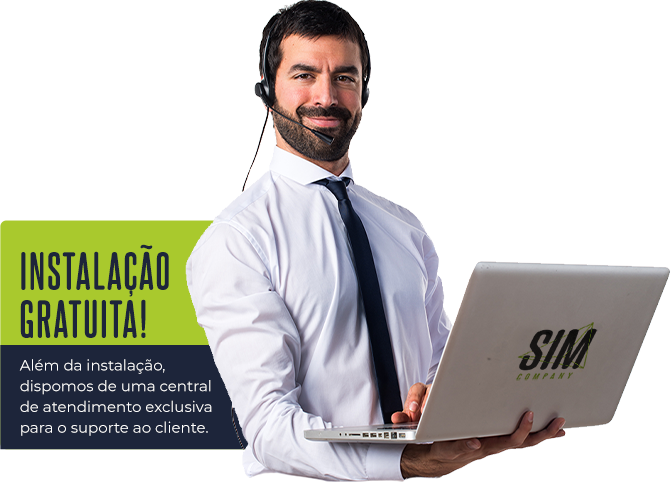 INSTALAÇÃO
GRATUITA!
Além da instalação,
dispomos de uma central
de atendimento exclusiva
para o suporte ao cliente.
SIM
COMPANY